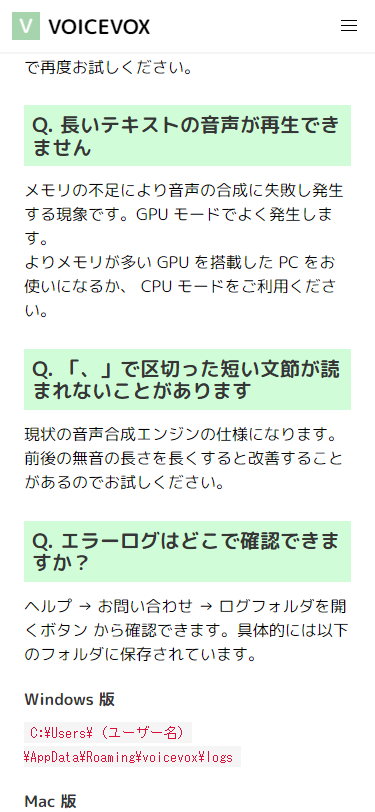 V VOICEVOX
で再度お試しください。
Q. 長いテキストの音声が再生でき
ません
メモリの不足により音声の合成に失敗し発生
する現象です。GPU モードでよく発生しま
す。
よりメモリが多い GPU を搭載した PC をお
使いになるか、 CPU モードをご利用くださ
い。
Q. 「、」で区切った短い文節が読
まれないことがあります
現状の音声合成エンジンの仕様になります。
前後の無音の長さを長くすると改善すること
があるのでお試しください。
Q. エラーログはどこで確認できま
すか？
ヘルプ → お問い合わせ → ログフォルダを開
くボタン から確認できます。具体的には以下
のフォルダに保存されています。
Windows 版
C:¥Users¥（ユーザー名）
¥AppData¥Roaming¥voicevox¥logs
Mac 版